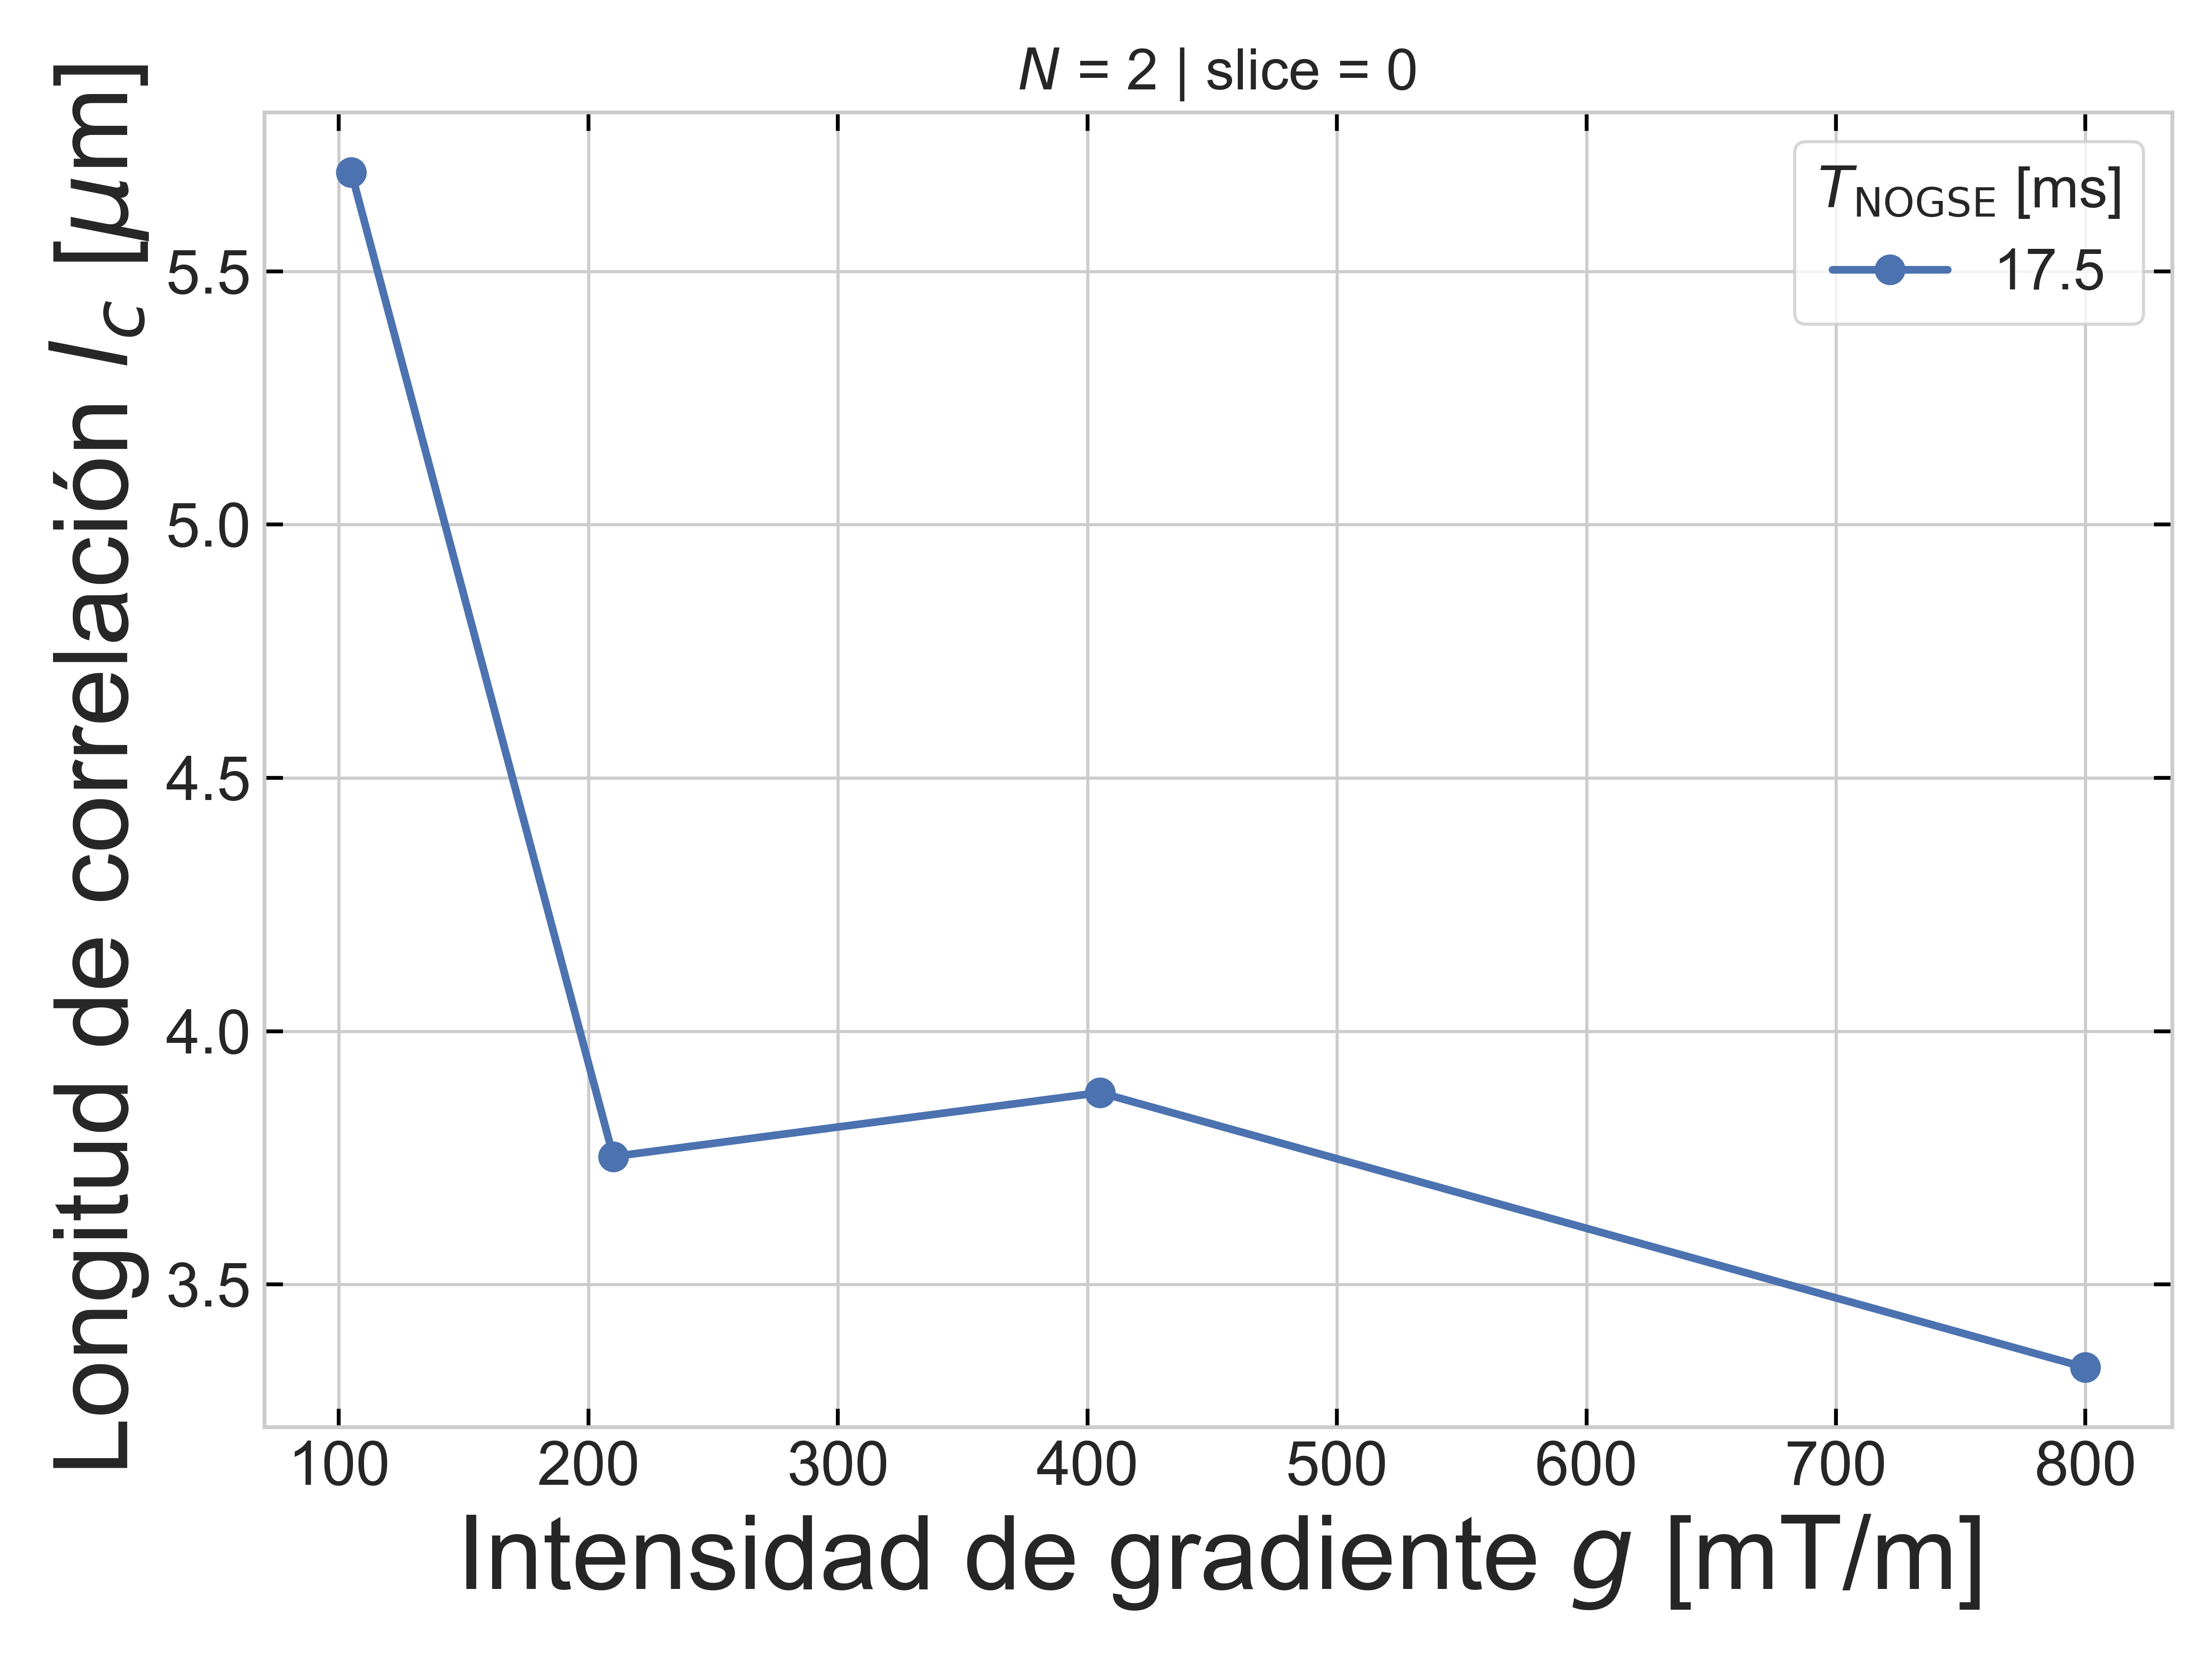 N = 2 | slice = 0
Longitud de correlación l_c [μm]
5.5
5.0
4.5
4.0
3.5
T_NOGSE [ms]
17.5
100 200 300 400 500 600 700 800
Intensidad de gradiente g [mT/m]